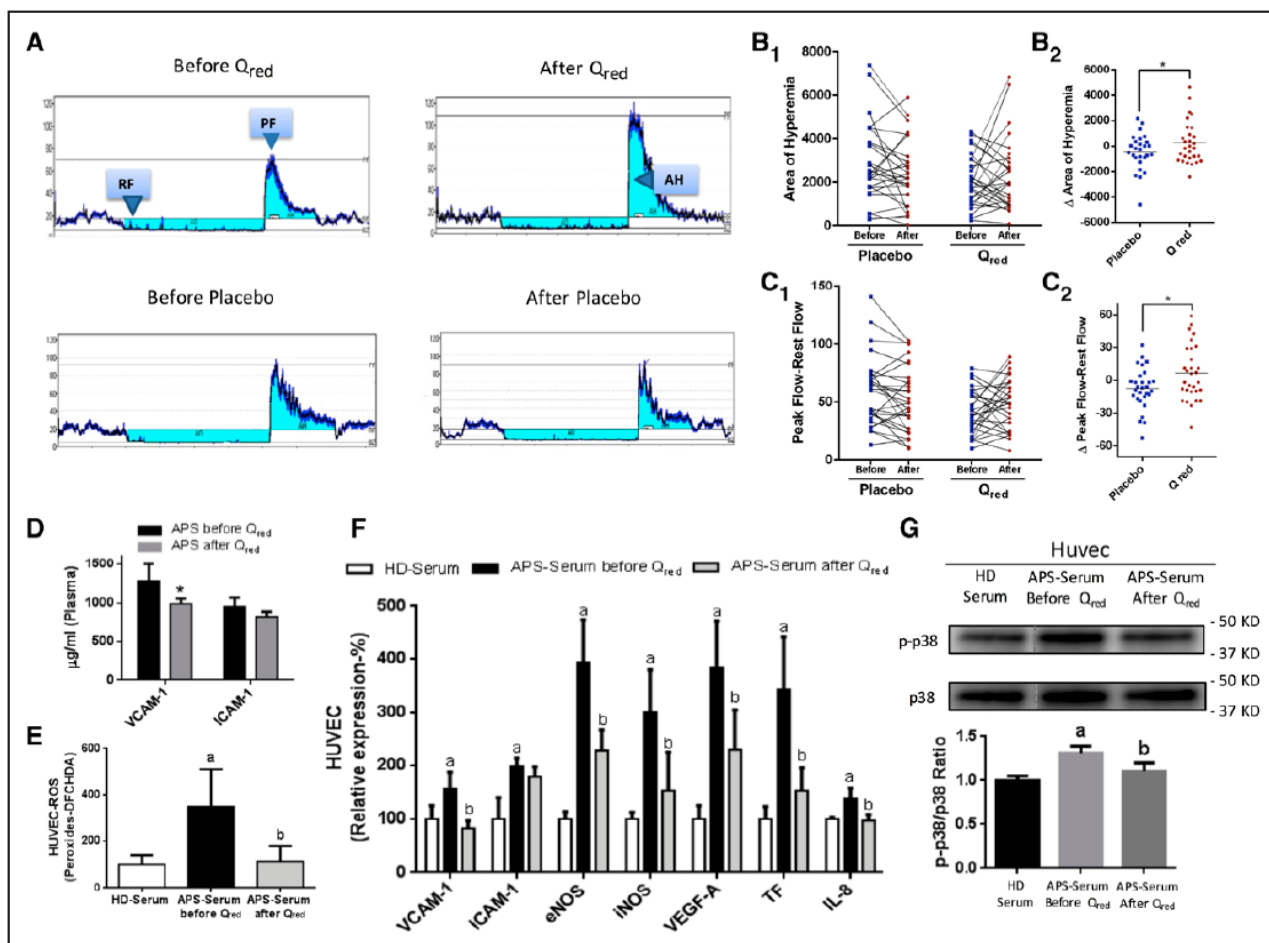 A
Before Qred
After Qred
PF
RF
AH
120
100
80
60
40
20
0
Before Placebo
After Placebo
B1
Area of Hyperemia
8000
6000
4000
2000
0
Before After Before After
Placebo Qred
B2
Δ Area of Hyperemia
6000
4000
2000
0
-2000
-4000
-6000
*
Placebo
Q red
C1
Peak Flow-Rest Flow
150
100
50
0
Before After Before After
Placebo Qred
C2
Δ Peak Flow-Rest Flow
60
30
0
-30
-60
*
Placebo
Q red
D
APS before Qred
APS after Qred
µg/ml (Plasma)
1500
1000
500
0
*
VCAM-1
ICAM-1
E
HUVEC-ROS
(Peroxides-DFCHDA)
600
400
200
0
a
b
HD-Serum
APS-Serum
before Qred
APS-Serum
after Qred
F
HD-Serum APS-Serum before Qred APS-Serum after Qred
HUVEC
(Relative expression-%)
500
400
300
200
100
0
a b a a b a b a b a b a b
VCAM-1
ICAM-1
eNOS
iNOS
VEGF-A
TF
IL-8
G
Huvec
HD
Serum
APS-Serum
Before Qred
APS-Serum
After Qred
p-p38
- 50 KD
- 37 KD
p38
- 50 KD
- 37 KD
p-p38/p38 Ratio
1.5
1.0
0.5
0.0
a
b
HD
Serum
APS-Serum
Before Qred
APS-Serum
After Qred